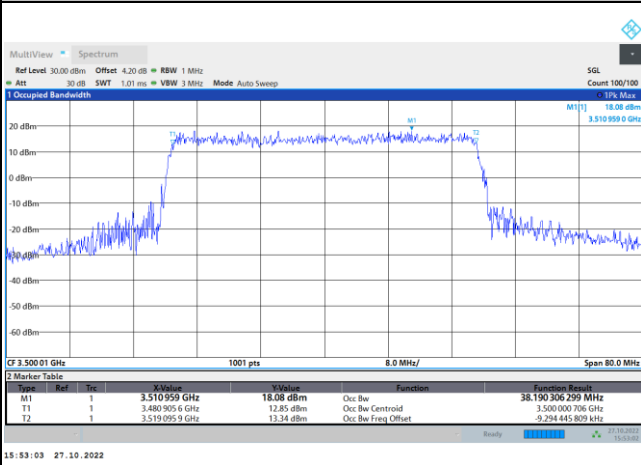 MultiView Spectrum
Ref Level 30.00 dBm Offset 4.20 dB RBW 1 MHz SGL
Att 30 dB SWT 1.01 ms VBW 3 MHz Mode Auto Sweep Count 100/100
1 Occupied Bandwidth 1Pk Max
M1[1] 18.08 dBm
3.510 959 0 GHz
20 dBm
10 dBm
0 dBm
-10 dBm
-20 dBm
-30 dBm
-40 dBm
-50 dBm
-60 dBm
T1
M1
T2
CF 3.500 01 GHz 1001 pts 8.0 MHz/ Span 80.0 MHz
2 Marker Table
Type Ref Trc X-Value Y-Value Function Function Result
M1 1 3.510 959 GHz 18.08 dBm Occ Bw 38.190 306 299 MHz
T1 1 3.480 905 6 GHz 12.85 dBm Occ Bw Centroid 3.500 000 706 GHz
T2 1 3.519 095 9 GHz 13.34 dBm Occ Bw Freq Offset -9.294 445 809 kHz
Ready 27.10.2022
15:53:02
15:53:03 27.10.2022